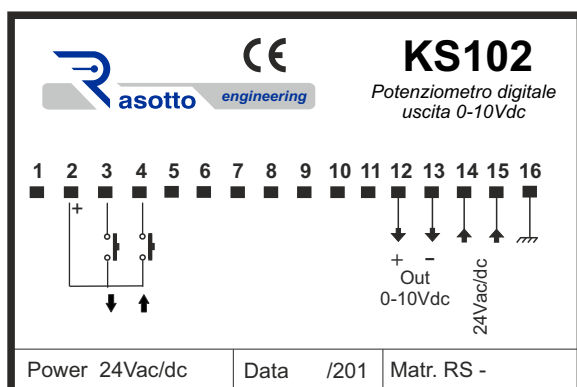 Rasotto engineering
CE
KS102
Potenziometro digitale
uscita 0-10Vdc
1 2 3 4 5 6 7 8 9 10 11 12 13 14 15 16
+
+ −
Out
0-10Vdc
24Vac/dc
Power 24Vac/dc
Data /201
Matr. RS -